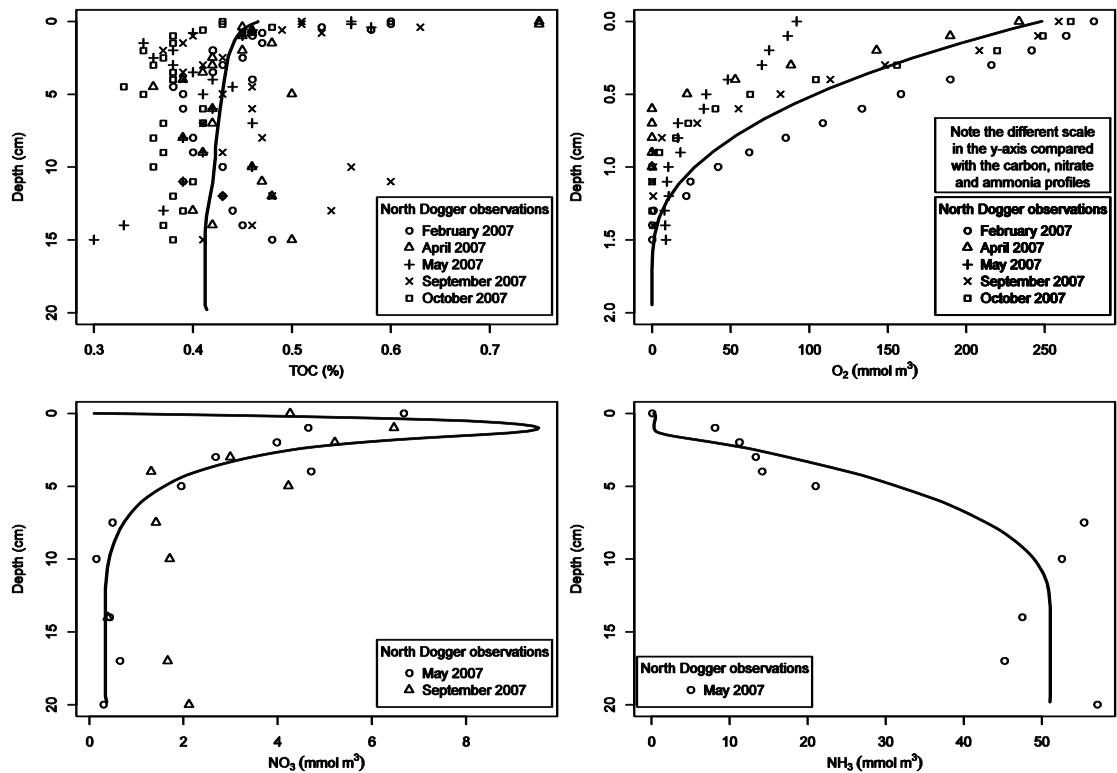 0
5
10
15
20
Depth (cm)
0.3 0.4 0.5 0.6 0.7
TOC (%)
North Dogger observations
February 2007
April 2007
May 2007
September 2007
October 2007
0.0
0.5
1.0
1.5
2.0
Depth (cm)
0 50 100 150 200 250
O₂ (mmol m³)
Note the different scale
in the y-axis compared
with the carbon, nitrate
and ammonia profiles
North Dogger observations
February 2007
April 2007
May 2007
September 2007
October 2007
0
5
10
15
20
Depth (cm)
0 2 4 6 8
NO₃ (mmol m³)
North Dogger observations
May 2007
September 2007
0
5
10
15
20
Depth (cm)
0 10 20 30 40 50
NH₃ (mmol m³)
North Dogger observations
May 2007